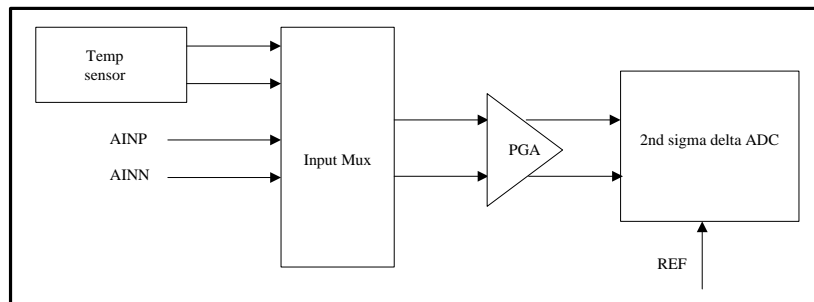 Temp
sensor
AINP
AINN
Input Mux
PGA
2nd sigma delta ADC
REF